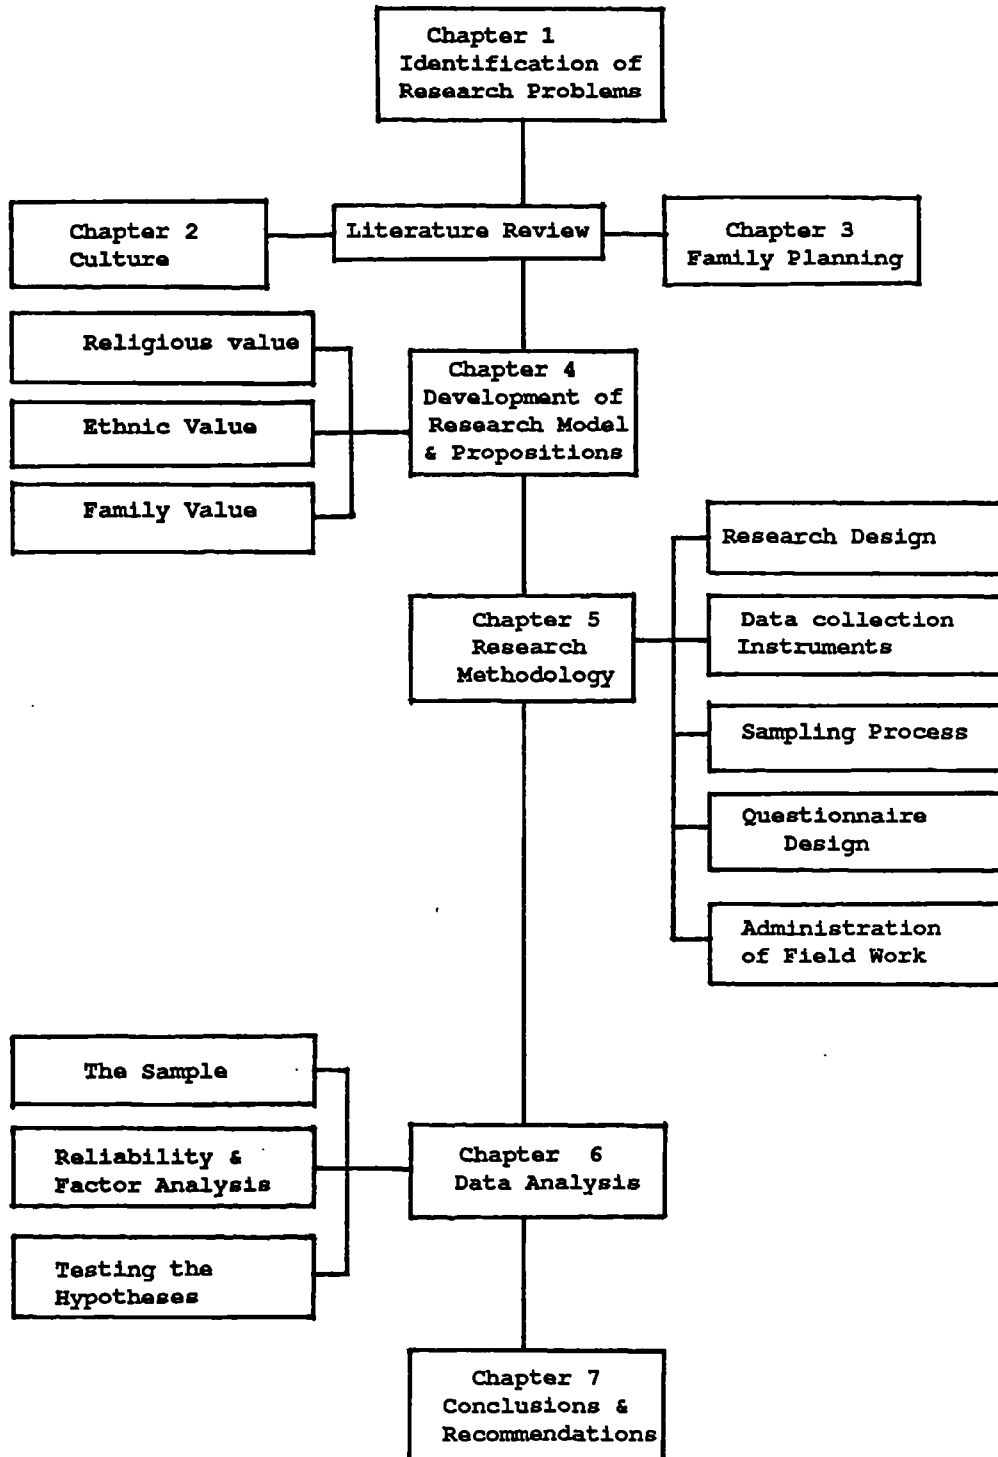 Chapter 1
Identification of
Research Problems
Chapter 2
Culture
Literature Review
Chapter 3
Family Planning
Religious value
Ethnic Value
Family Value
Chapter 4
Development of
Research Model
& Propositions
Chapter 5
Research
Methodology
Research Design
Data collection
Instruments
Sampling Process
Questionnaire
Design
Administration
of Field Work
The Sample
Reliability &
Factor Analysis
Testing the
Hypotheses
Chapter 6
Data Analysis
Chapter 7
Conclusions &
Recommendations